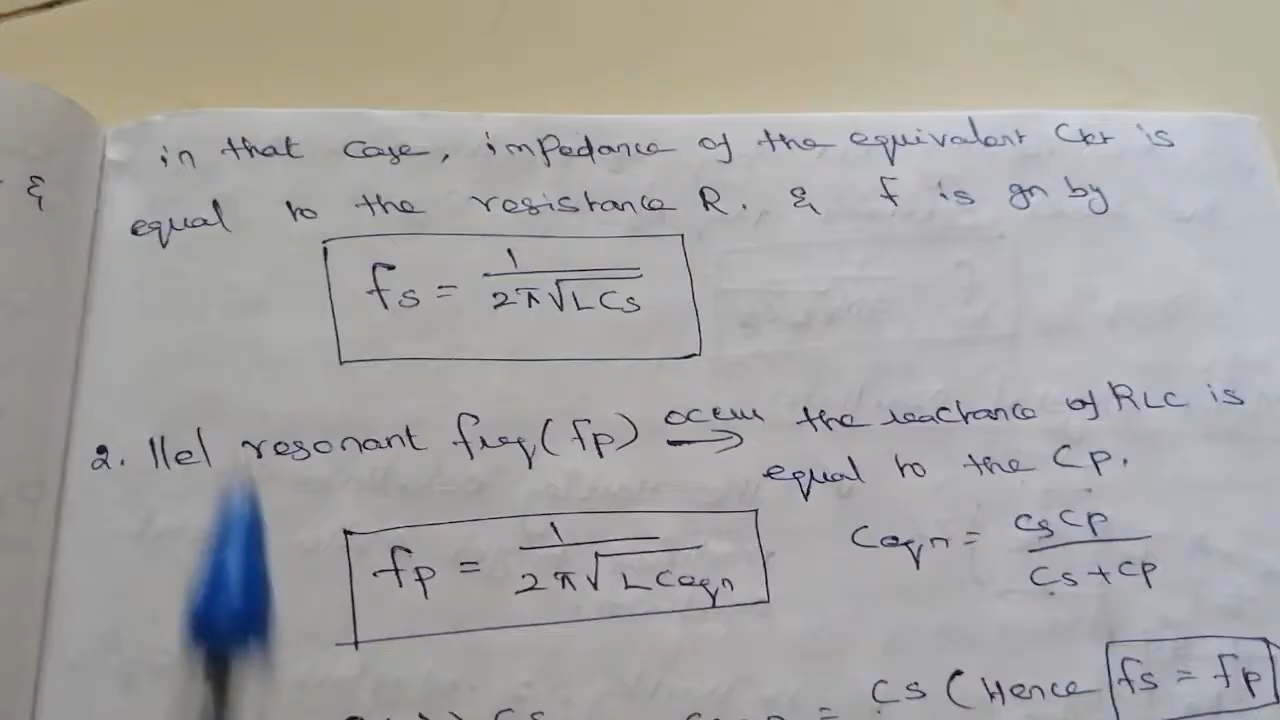 &
in that case, impedance of the equivalent Ckt is
equal to the resistance R. & f is gn by
fs = 1 / 2π√LCs
2. llel resonant freq (fp) occur → the reactance of RLC is
equal to the Cp.
fp = 1 / 2π√LCeqn
Ceqn = CsCp / Cs+Cp
Cs (Hence fs = fp